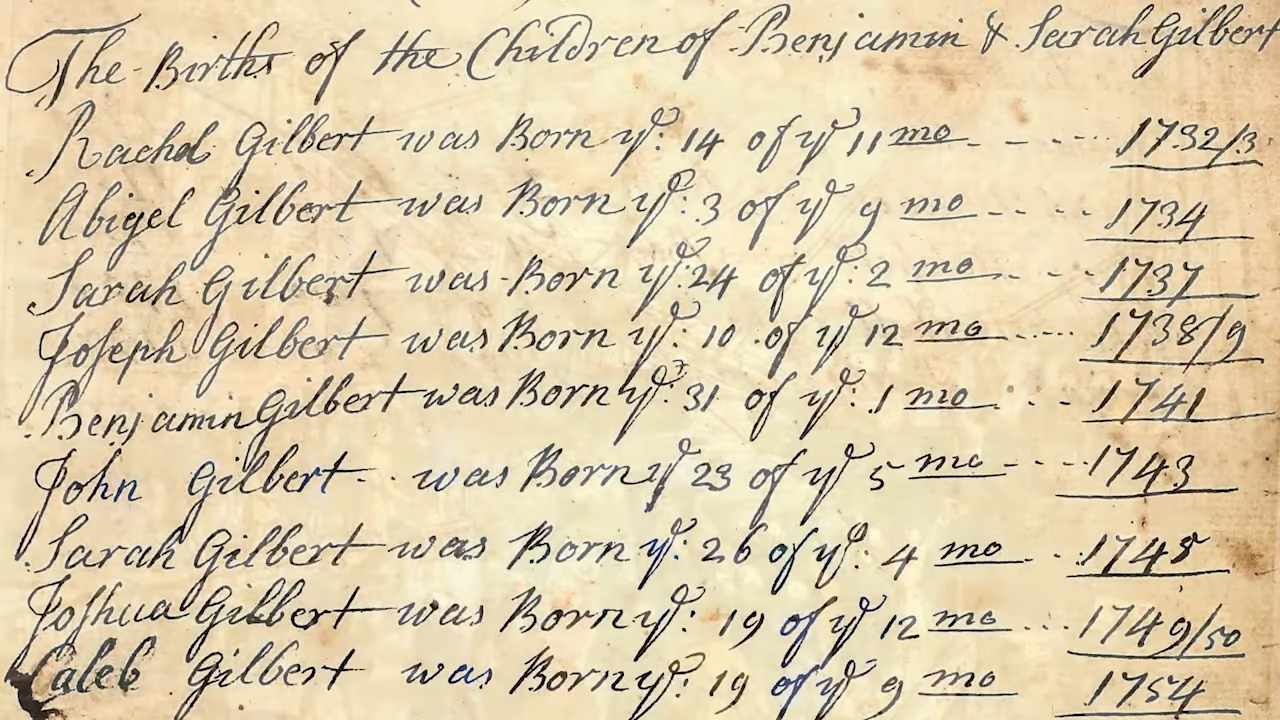 The Births of the Children of Benjamin & Sarah Gilbert
Rachel Gilbert was Born yᵉ: 14 of yᵉ 11 mo - - - - - 1732/3
Abigel Gilbert was Born yᵉ: 3 of yᵉ 9 mo - - - - - 1734
Sarah Gilbert was Born yᵉ: 24 of yᵉ: 2 mo - - - 1737
Joseph Gilbert was Born yᵉ: 10 of yᵉ 12 mo ..... 1738/9
Benjamin Gilbert was Born yᵉ: 31 of yᵉ: 1 mo - - - 1741
John Gilbert - - was Born yᵉ 23 of yᵉ 5 mo - - - - 1743
Sarah Gilbert was Born yᵉ: 26 of yᵉ: 4 mo - - 1748
Joshua Gilbert was Born yᵉ: 19 of yᵉ 12 mo ... 1749/50
Caleb Gilbert was Born yᵉ: 19 of yᵉ 9 mo 1754